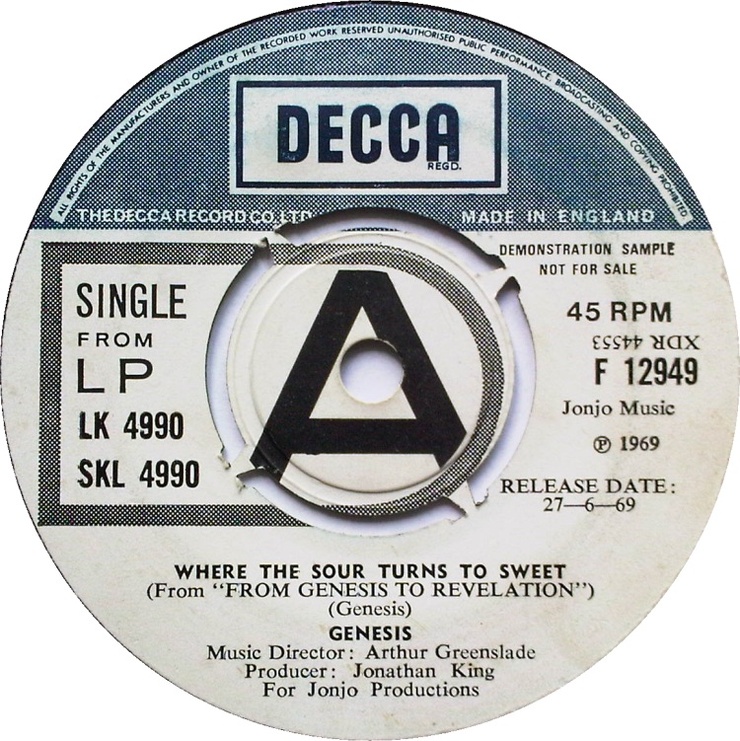 ALL RIGHTS OF THE MANUFACTURERS AND OWNER OF THE RECORDED WORK RESERVED UNAUTHORISED PUBLIC PERFORMANCE, BROADCASTING AND COPYING PROHIBITED
DECCA
REGD.
THE DECCA RECORD CO. LTD.
MADE IN ENGLAND
DEMONSTRATION SAMPLE
NOT FOR SALE
SINGLE
FROM
LP
LK 4990
SKL 4990
A
45 RPM
XDR 44553
F 12949
Jonjo Music
℗ 1969
RELEASE DATE:
27—6—69
WHERE THE SOUR TURNS TO SWEET
(From “FROM GENESIS TO REVELATION”)
(Genesis)
GENESIS
Music Director: Arthur Greenslade
Producer: Jonathan King
For Jonjo Productions